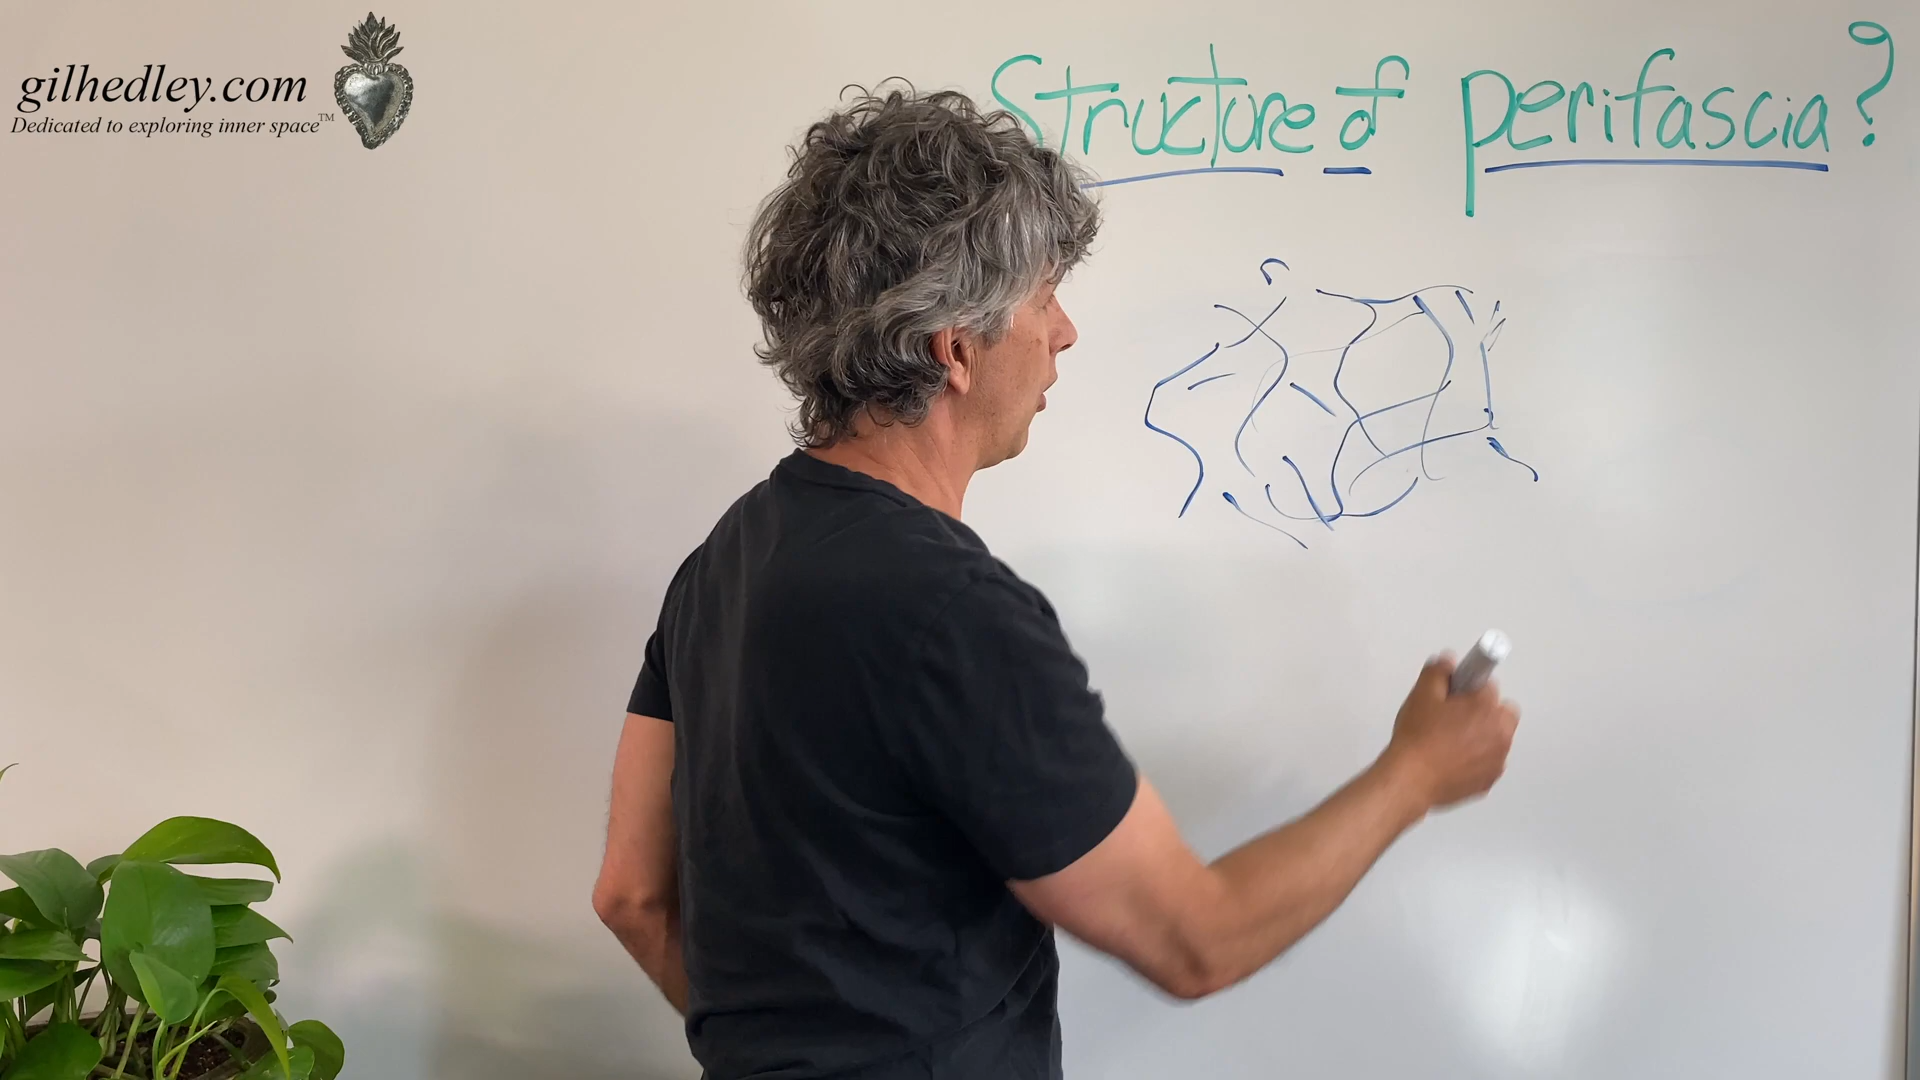 gilhedley.com
Dedicated to exploring inner space™
Structure of perifascia?